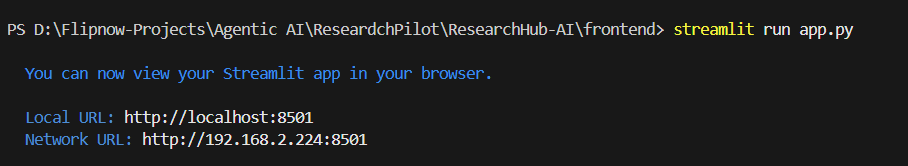 PS D:\Flipnow-Projects\Agentic AI\ReseardchPilot\ResearchHub-AI\frontend> streamlit run app.py
You can now view your Streamlit app in your browser.
Local URL: http://localhost:8501
Network URL: http://192.168.2.224:8501